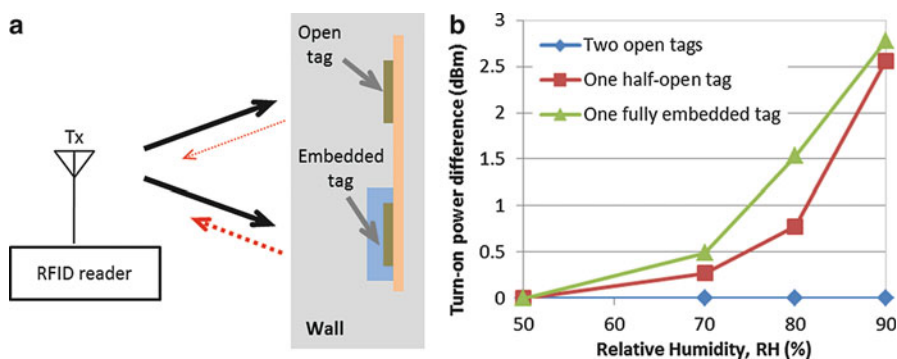 a
Open
tag
Tx
Embedded
tag
RFID reader
Wall
b
Turn-on power difference (dBm)
3
2.5
2
1.5
1
0.5
0
Two open tags
One half-open tag
One fully embedded tag
50
60
70
80
90
Relative Humidity, RH (%)